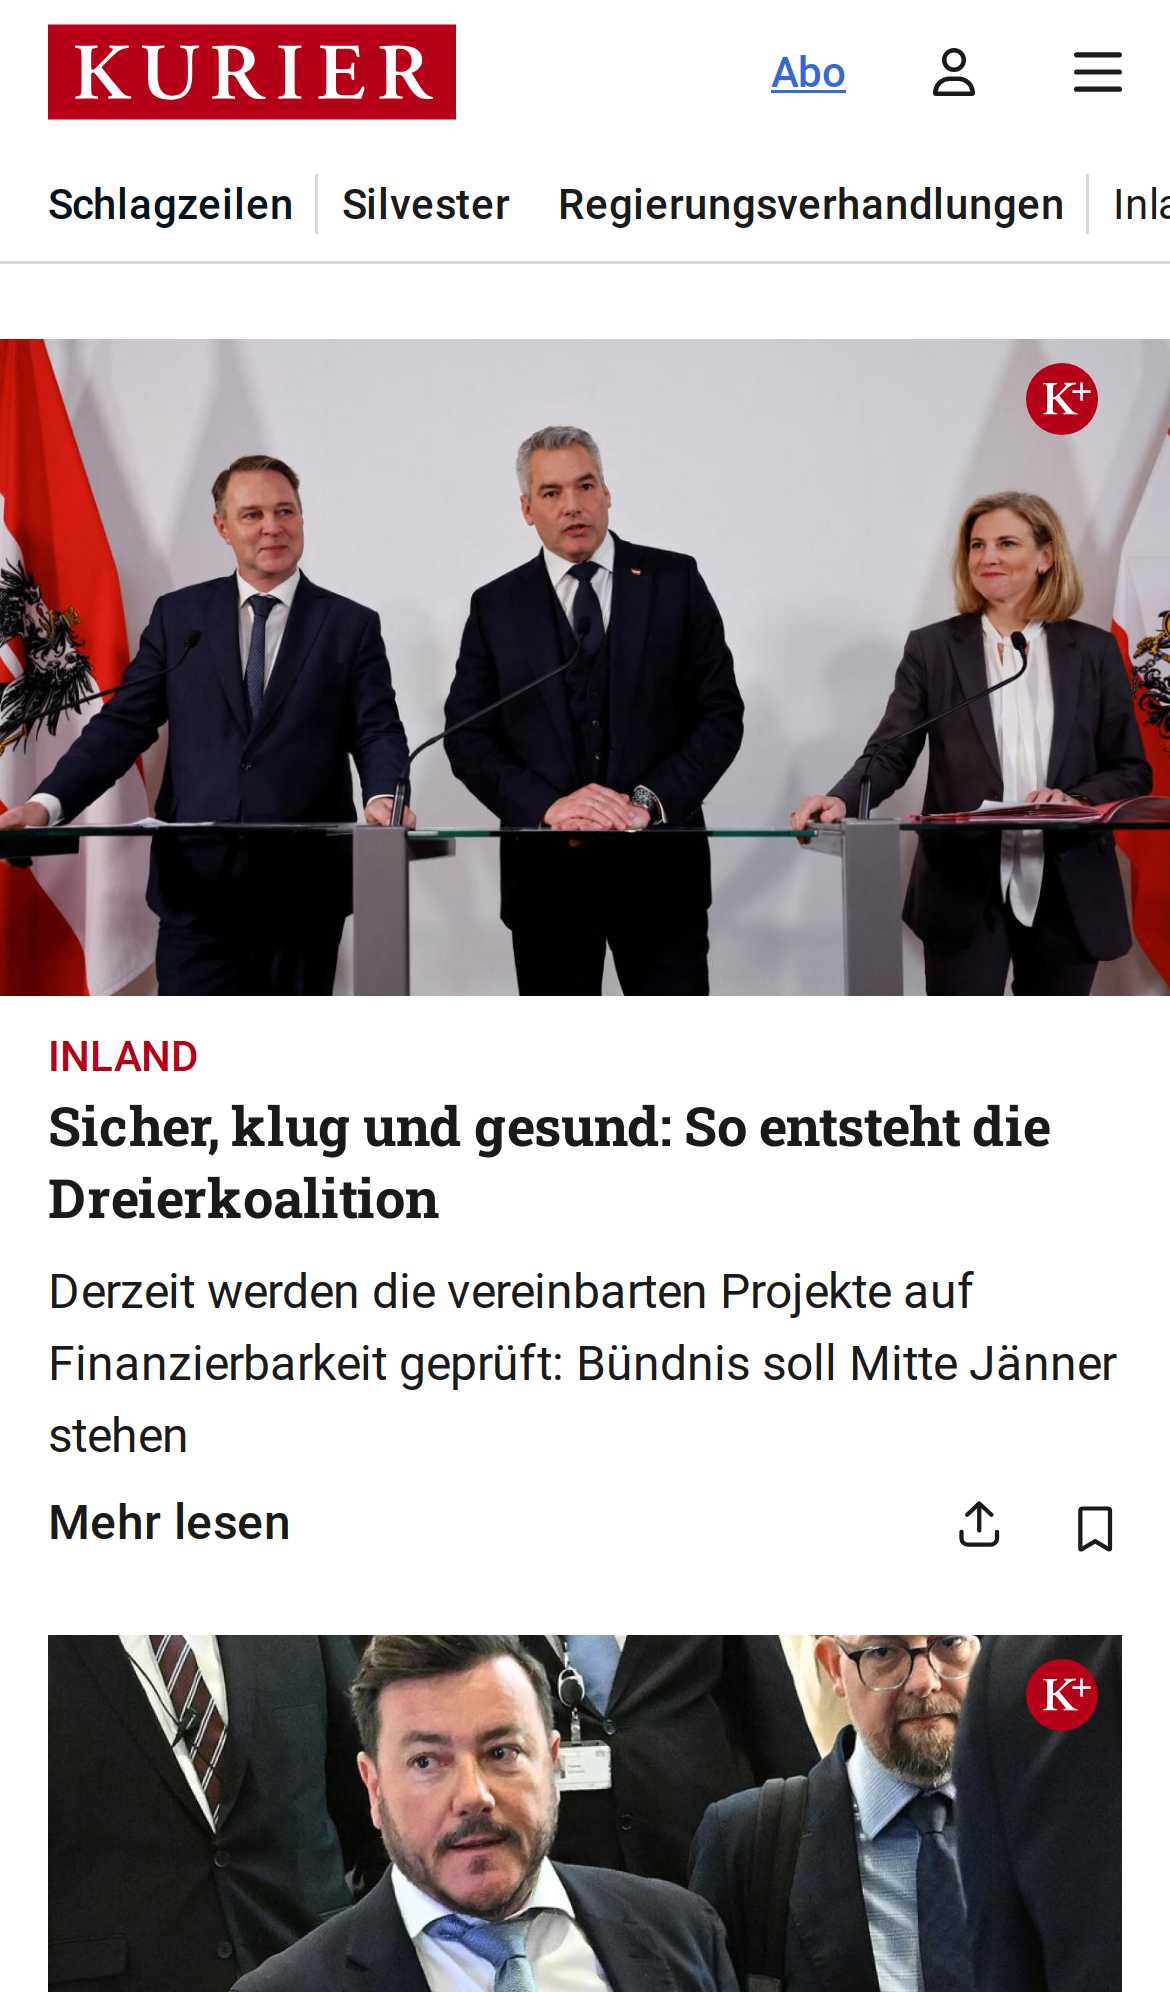 KURIER
Abo
Schlagzeilen
Silvester
Regierungsverhandlungen
Inla
K+
INLAND
Sicher, klug und gesund: So entsteht die
Dreierkoalition
Derzeit werden die vereinbarten Projekte auf
Finanzierbarkeit geprüft: Bündnis soll Mitte Jänner
stehen
Mehr lesen
K+